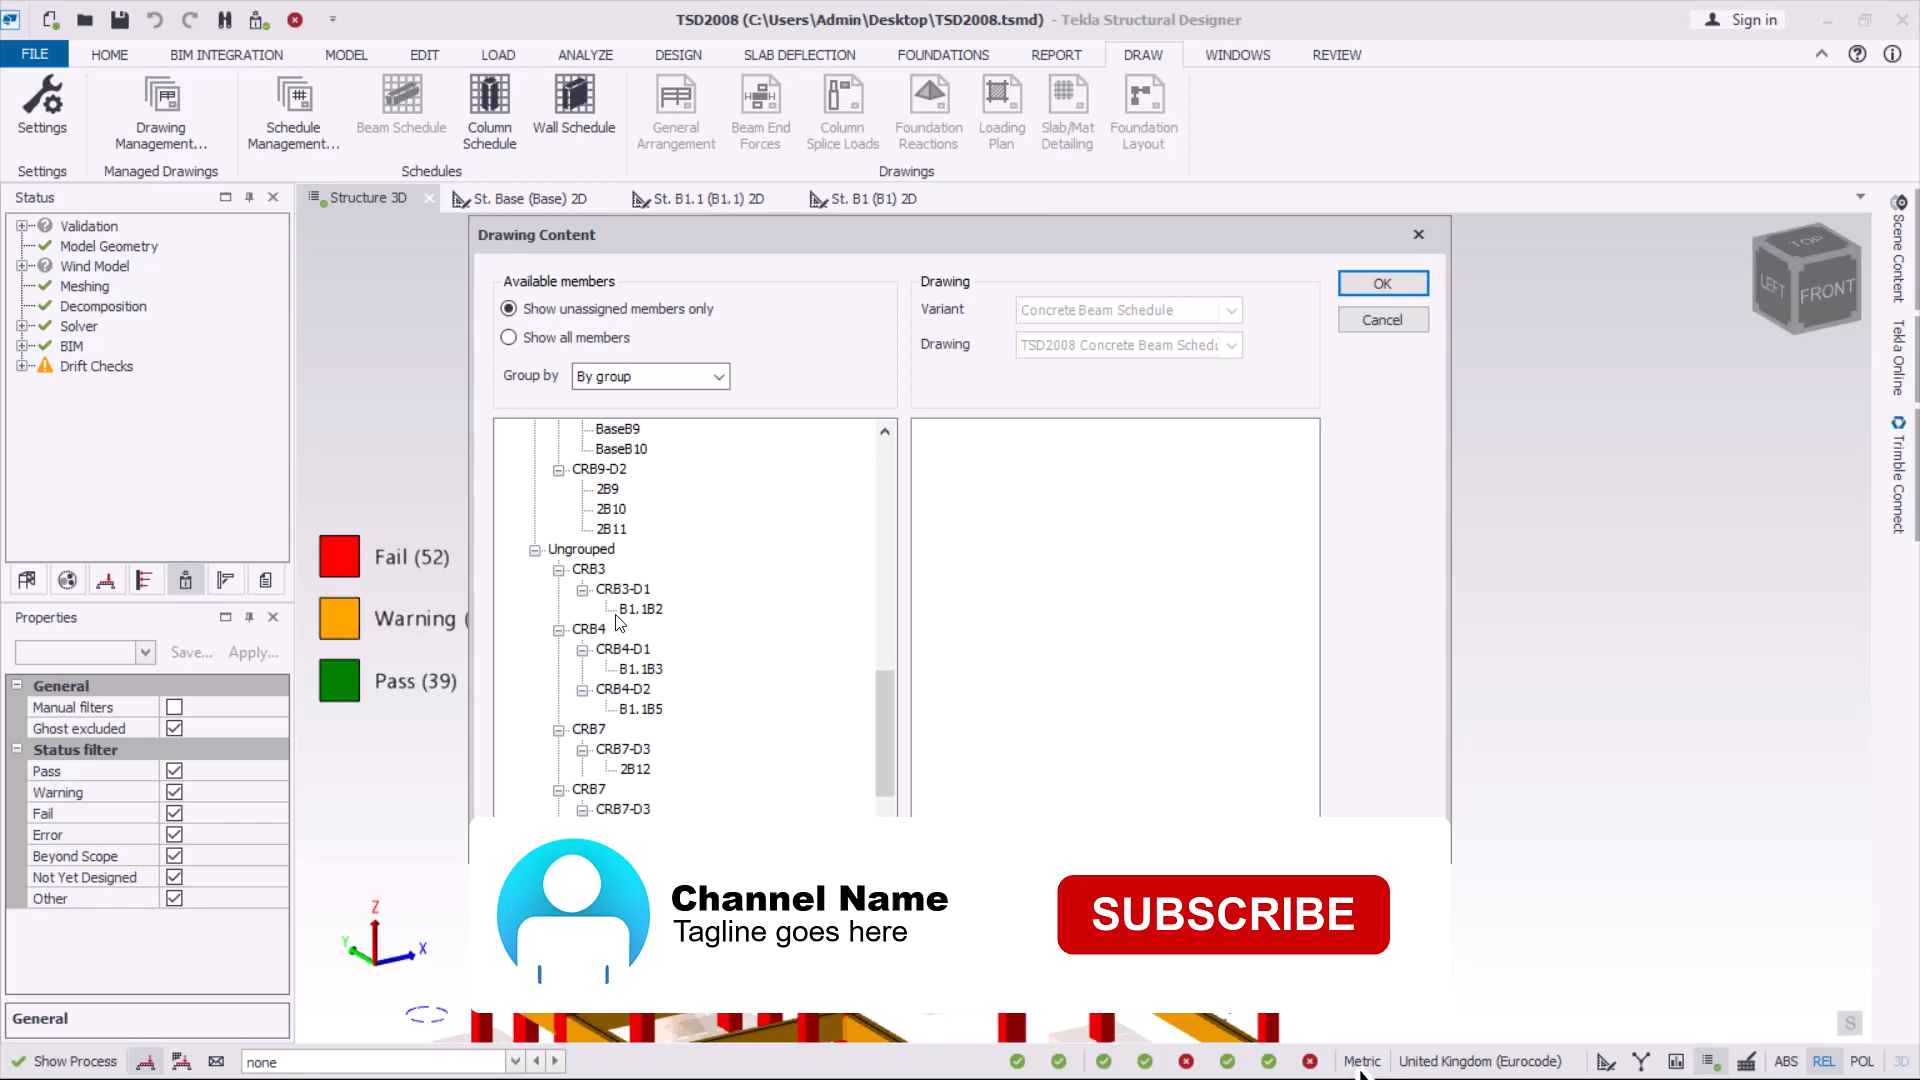 TSD2008 (C:\Users\Admin\Desktop\TSD2008.tsmd) - Tekla Structural Designer
Sign in
FILE HOME BIM INTEGRATION MODEL EDIT LOAD ANALYZE DESIGN SLAB DEFLECTION FOUNDATIONS REPORT DRAW WINDOWS REVIEW
Settings
Drawing
Management...
Schedule
Management...
Beam Schedule
Column
Schedule
Wall Schedule
General
Arrangement
Beam End
Forces
Column
Splice Loads
Foundation
Reactions
Loading
Plan
Slab/Mat
Detailing
Foundation
Layout
Settings Managed Drawings Schedules Drawings
Status
Structure 3D St. Base (Base) 2D St. B1.1 (B1.1) 2D St. B1 (B1) 2D
Validation
Model Geometry
Wind Model
Meshing
Decomposition
Solver
BIM
Drift Checks
Properties
Save... Apply...
General
Manual filters
Ghost excluded
Status filter
Pass
Warning
Fail
Error
Beyond Scope
Not Yet Designed
Other
General
Fail (52)
Warning (
Pass (39)
Z
Y
X
Drawing Content
Available members
Show unassigned members only
Show all members
Group by By group
Drawing
Variant Concrete Beam Schedule
Drawing TSD2008 Concrete Beam Schedu
OK
Cancel
BaseB9
BaseB10
CRB9-D2
2B9
2B10
2B11
Ungrouped
CRB3
CRB3-D1
B1.1B2
CRB4
CRB4-D1
B1.1B3
CRB4-D2
B1.1B5
CRB7
CRB7-D3
2B12
CRB7
CRB7-D3
TOP
LEFT
FRONT
Scene Content
Tekla Online
Trimble Connect
Channel Name
Tagline goes here
SUBSCRIBE
S
Show Process none Metric United Kingdom (Eurocode) ABS REL POL 3D